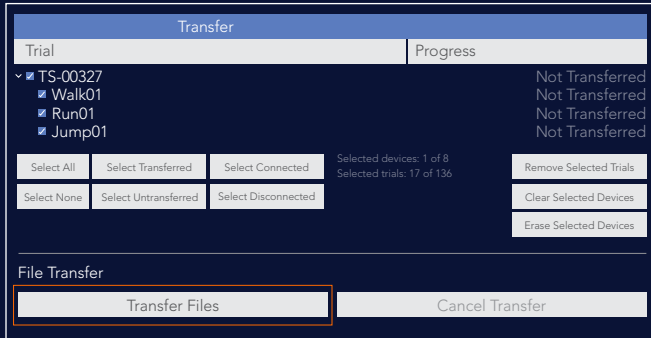 Transfer
Trial Progress
TS-00327 Not Transferred
Walk01 Not Transferred
Run01 Not Transferred
Jump01 Not Transferred
Select All Select Transferred Select Connected Selected devices: 1 of 8 Remove Selected Trials
Selected trials: 17 of 136
Select None Select Untransferred Select Disconnected Clear Selected Devices
Erase Selected Devices
File Transfer
Transfer Files Cancel Transfer